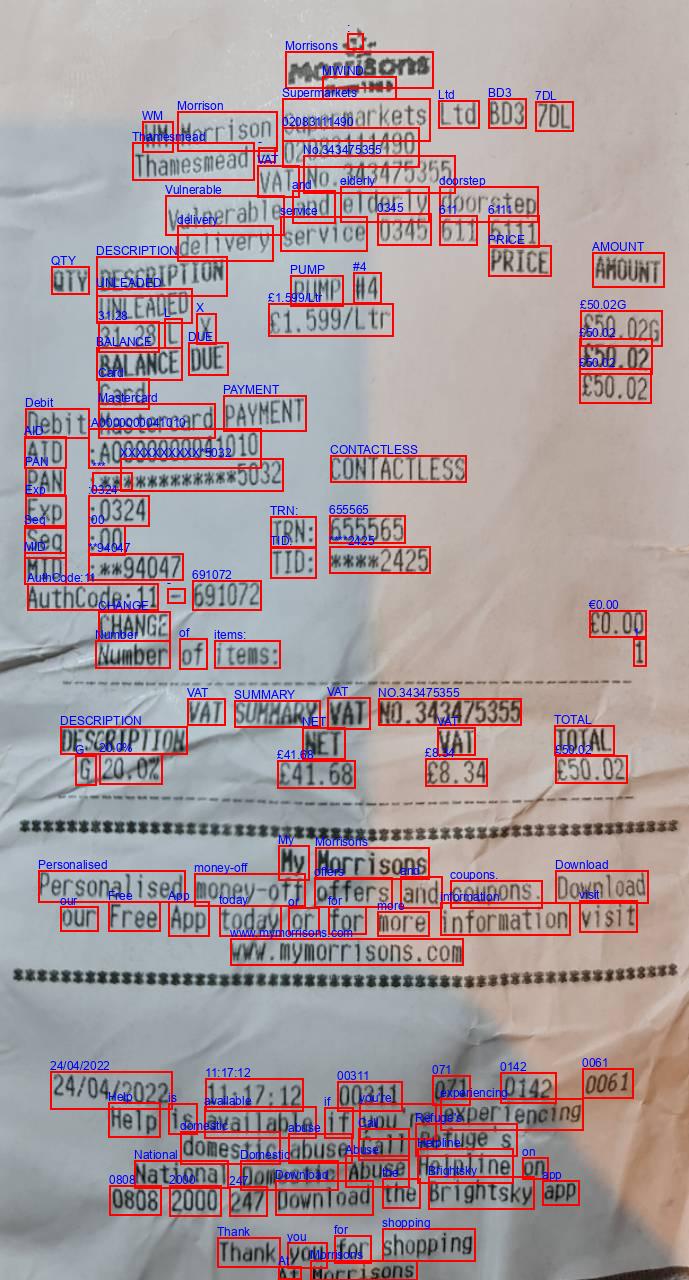 Morrisons
WM Morrison Supermarkets Ltd BD3 7DL
Thamesmead 02083111490
VAT No.343475355
Vulnerable and elderly doorstep
delivery service 0345 611 6111
QTY DESCRIPTION PRICE AMOUNT
UNLEADED PUMP #4
31.28 L X £1.599/Ltr £50.02G
BALANCE DUE £50.02
Card £50.02
Debit Mastercard PAYMENT
AID :A0000000041010
PAN :************5032 CONTACTLESS
Exp :0324
Seq :00 TRN: 655565
MID :**94047 TID: ****2425
AuthCode:11 - 691072
CHANGE £0.00
Number of items: 1
VAT SUMMARY VAT NO.343475355
DESCRIPTION NET VAT TOTAL
G 20.0% £41.68 £8.34 £50.02
My Morrisons
Personalised money-off offers and coupons. Download
our Free App today or for more information visit
www.mymorrisons.com
24/04/2022 11:17:12 00311 071 0142 0061
Help is available if you're experiencing
domestic abuse Call Refuge's
National Domestic Abuse Helpline on
0808 2000 247 Download the Brightsky app
Thank you for shopping
At Morrisons